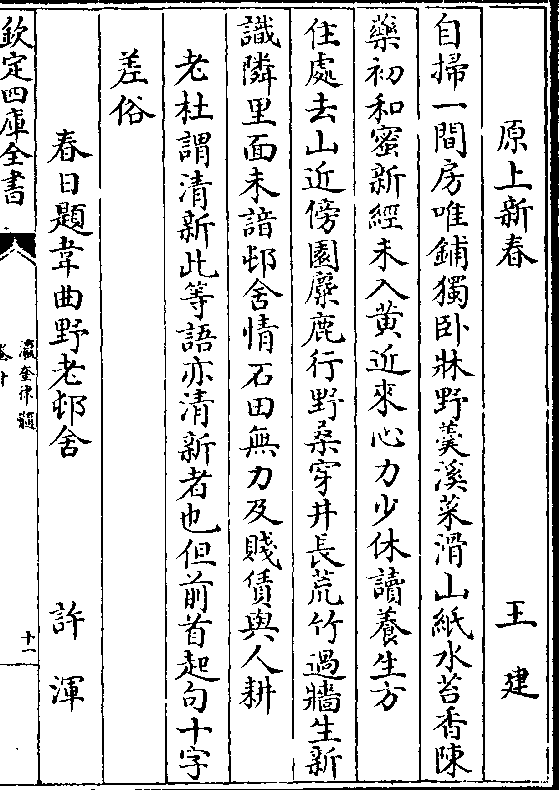 原上新春　王建
自掃一間房唯鋪獨卧牀野羮溪菜滑山紙水苔香陳
藥初和蜜新經未入黄近來心力少休讀養生方
住處去山近傍園麋鹿行野桑穿井長荒竹過牆生新
識隣里面未諳邨舍情石田無力及賤賃與人耕
老杜謂清新此等語亦清新者也但前首起句十字
差俗
春日題韋曲野老邨舍　許渾
欽定四庫全書
瀛奎律髓
卷十
十一